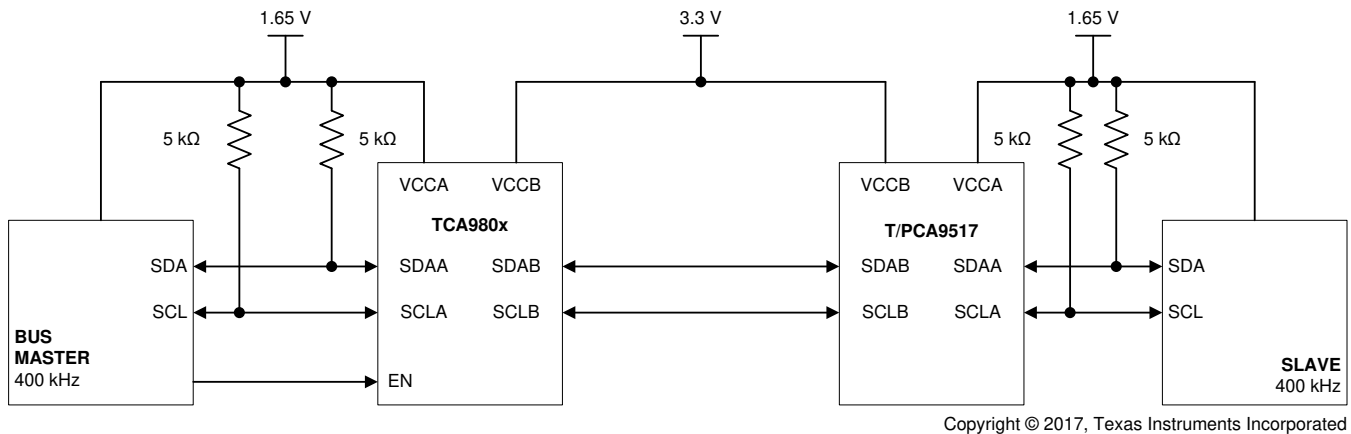 1.65 V
3.3 V
1.65 V
5 kΩ
5 kΩ
5 kΩ
5 kΩ
VCCA VCCB
VCCB VCCA
TCA980x
T/PCA9517
SDA
SDAA SDAB
SDAB SDAA
SDA
SCL
SCLA SCLB
SCLB SCLA
SCL
BUS
MASTER
400 kHz
EN
SLAVE
400 kHz
Copyright © 2017, Texas Instruments Incorporated